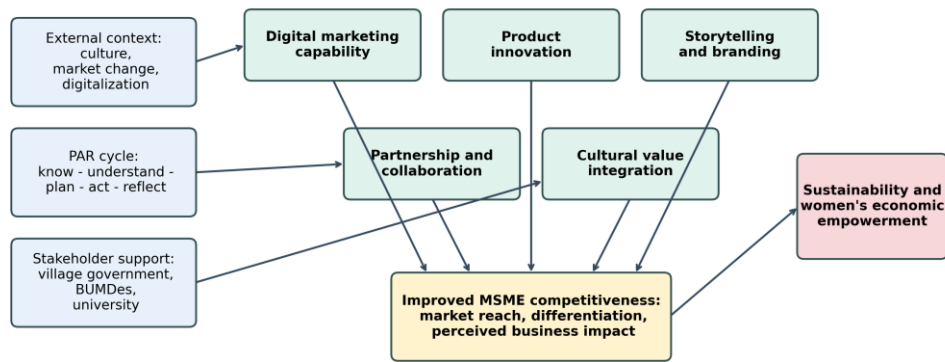 External context:
culture,
market change,
digitalization
Digital marketing
capability
Product
innovation
Storytelling
and branding
PAR cycle:
know - understand -
plan - act - reflect
Partnership and
collaboration
Cultural value
integration
Sustainability and
women's economic
empowerment
Stakeholder support:
village government,
BUMDes,
university
Improved MSME competitiveness:
market reach, differentiation,
perceived business impact